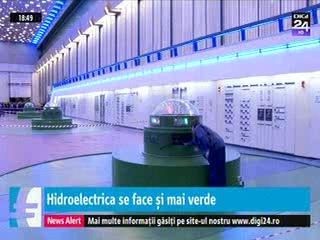 18:49
DIGI
24
HD
Hidroelectrica se face și mai verde
News Alert
Mai multe informații găsiți pe site-ul nostru www.digi24.ro